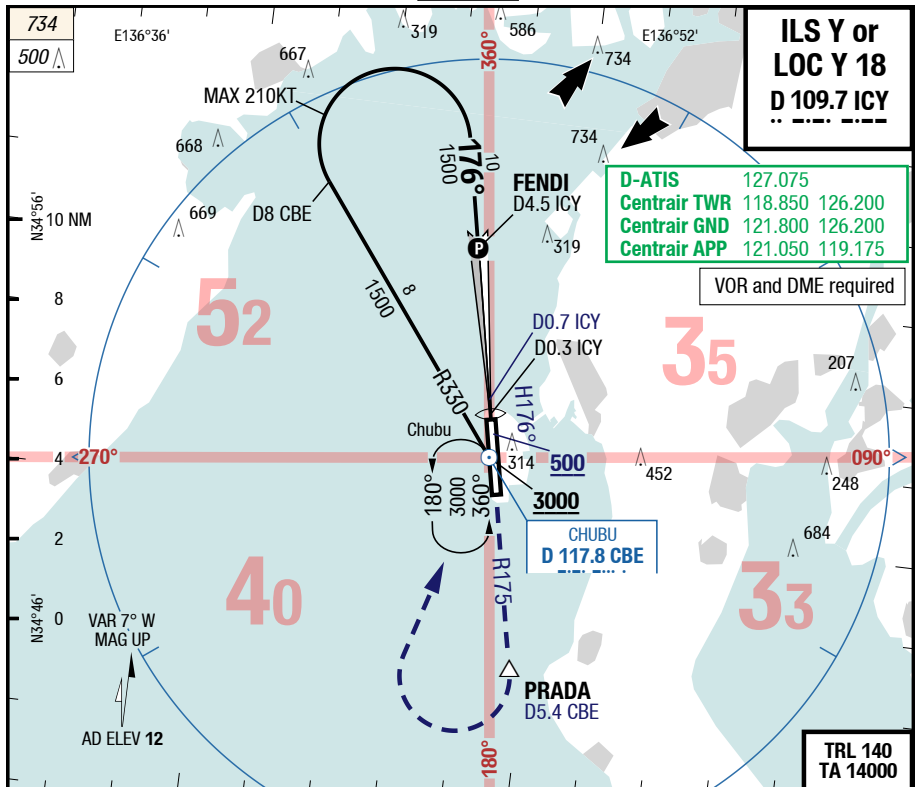 734
500
E136°36'
319
586
E136°52'
667
360°
734
ILS Y or
LOC Y 18
D 109.7 ICY
MAX 210KT
668
176°
1500
10
734
D8 CBE
FENDI
D4.5 ICY
D-ATIS 127.075
Centrair TWR 118.850 126.200
Centrair GND 121.800 126.200
Centrair APP 121.050 119.175
N34°56'
10 NM
669
P
319
VOR and DME required
8
8
1500
52
D0.7 ICY
D0.3 ICY
35
207
6
R330
H176°
Chubu
4
270°
314
500
452
090°
248
180°
3000
360°
3000
CHUBU
D 117.8 CBE
684
2
R175
40
33
N34°46'
0
VAR 7° W
MAG UP
PRADA
D5.4 CBE
AD ELEV 12
180°
TRL 140
TA 14000